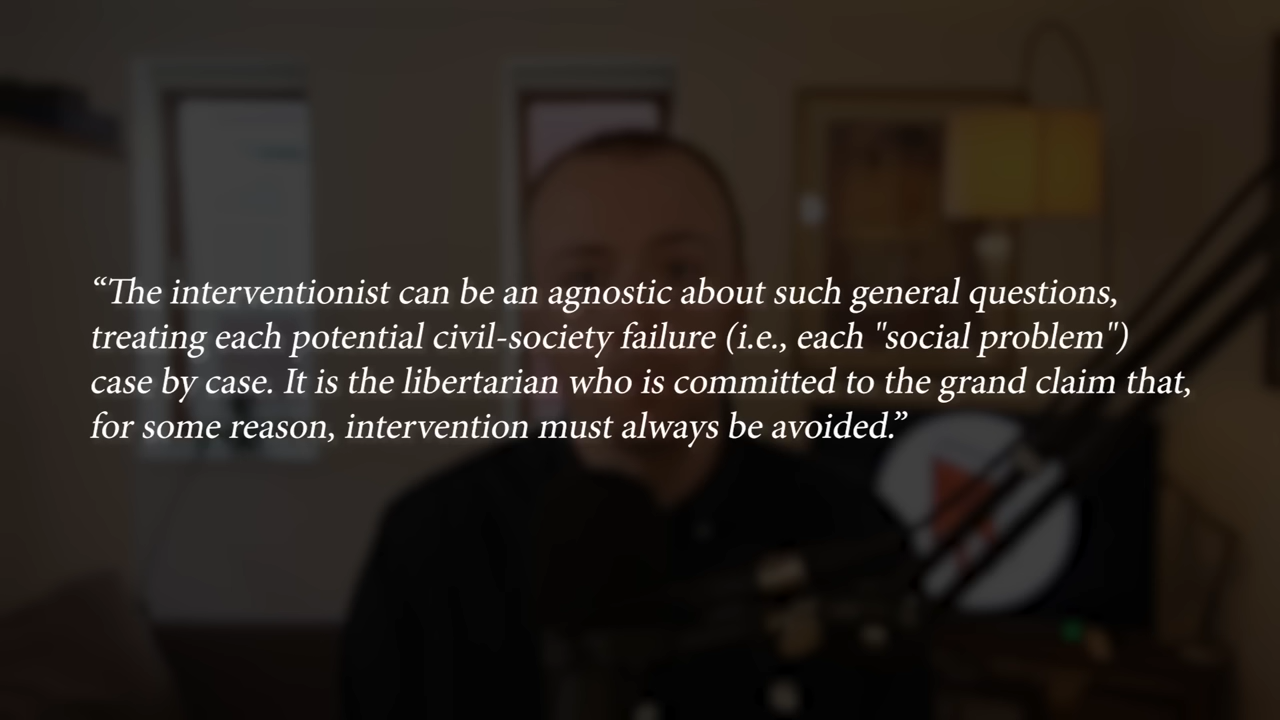 “The interventionist can be an agnostic about such general questions,
treating each potential civil-society failure (i.e., each "social problem")
case by case. It is the libertarian who is committed to the grand claim that,
for some reason, intervention must always be avoided.”